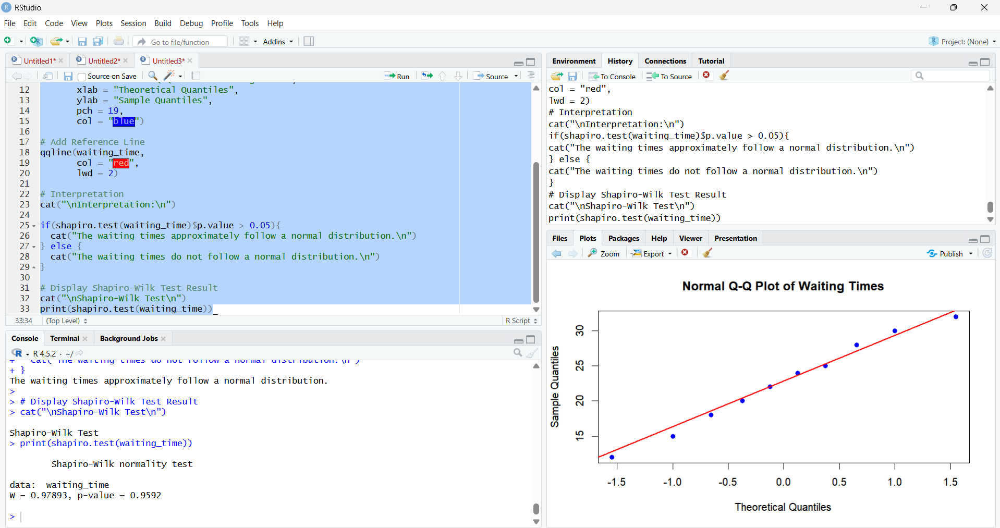 RStudio
File Edit Code View Plots Session Build Debug Profile Tools Help
Go to file/function Addins Project: (None)
Untitled1* Untitled2* Untitled3*
Source on Save Run Source
12 xlab = "Theoretical Quantiles",
13 ylab = "Sample Quantiles",
14 pch = 19,
15 col = "blue")
16
17 # Add Reference Line
18 qqline(waiting_time,
19 col = "red",
20 lwd = 2)
21
22 # Interpretation
23 cat("\nInterpretation:\n")
24
25 if(shapiro.test(waiting_time)$p.value > 0.05){
26 cat("The waiting times approximately follow a normal distribution.\n")
27 } else {
28 cat("The waiting times do not follow a normal distribution.\n")
29 }
30
31 # Display Shapiro-Wilk Test Result
32 cat("\nShapiro-Wilk Test\n")
33 print(shapiro.test(waiting_time))
33:34 (Top Level) R Script
Console Terminal Background Jobs
R 4.5.2 · ~/
+ cat("The waiting times do not follow a normal distribution.\n")
+ }
The waiting times approximately follow a normal distribution.
>
> # Display Shapiro-Wilk Test Result
> cat("\nShapiro-Wilk Test\n")
Shapiro-Wilk Test
> print(shapiro.test(waiting_time))
Shapiro-Wilk normality test
data: waiting_time
W = 0.97893, p-value = 0.9592
>
Environment History Connections Tutorial
To Console To Source
col = "red",
lwd = 2)
# Interpretation
cat("\nInterpretation:\n")
if(shapiro.test(waiting_time)$p.value > 0.05){
cat("The waiting times approximately follow a normal distribution.\n")
} else {
cat("The waiting times do not follow a normal distribution.\n")
}
# Display Shapiro-Wilk Test Result
cat("\nShapiro-Wilk Test\n")
print(shapiro.test(waiting_time))
Files Plots Packages Help Viewer Presentation
Zoom Export Publish
Normal Q-Q Plot of Waiting Times
Sample Quantiles
30
25
20
15
-1.5 -1.0 -0.5 0.0 0.5 1.0 1.5
Theoretical Quantiles